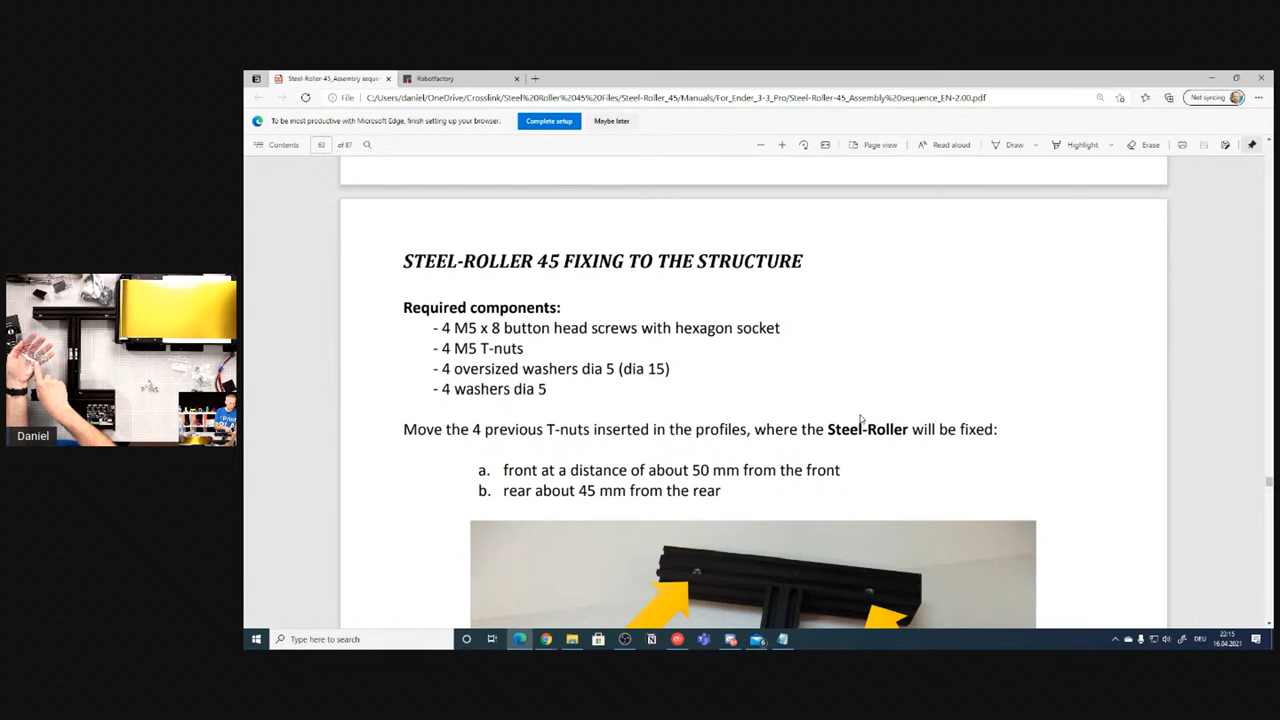 Steel-Roller-45_Assembly seque
Robotfactory
File
C:/Users/daniel/OneDrive/Crosslink/Steel%20Roller%2045%20Files/Steel-Roller_45/Manuals/For_Ender_3-3_Pro/Steel-Roller-45_Assembly%20sequence_EN-2.00.pdf
Not syncing
To be most productive with Microsoft Edge, finish setting up your browser.
Complete setup
Maybe later
Contents
63 of 87
Page view
Read aloud
Draw
Highlight
Erase
STEEL-ROLLER 45 FIXING TO THE STRUCTURE
Required components:
- 4 M5 x 8 button head screws with hexagon socket
- 4 M5 T-nuts
- 4 oversized washers dia 5 (dia 15)
- 4 washers dia 5
Move the 4 previous T-nuts inserted in the profiles, where the Steel-Roller will be fixed:
a. front at a distance of about 50 mm from the front
b. rear about 45 mm from the rear
Daniel
Type here to search
DEU
22:15
16.04.2021